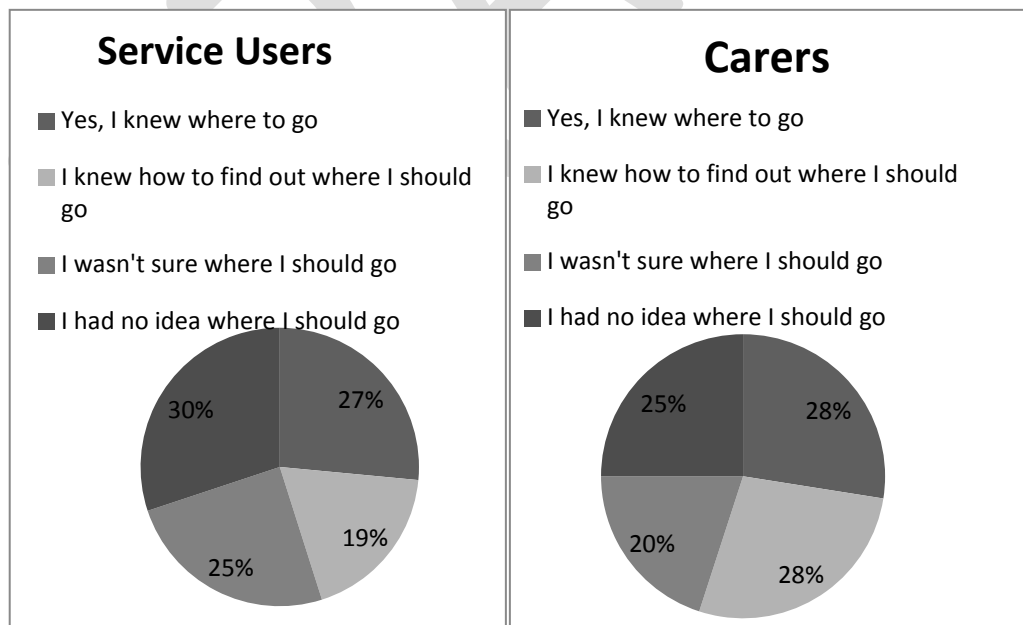 Service Users
Yes, I knew where to go
I knew how to find out where I should
go
I wasn't sure where I should go
I had no idea where I should go
30%
27%
19%
25%
Carers
Yes, I knew where to go
I knew how to find out where I should
go
I wasn't sure where I should go
I had no idea where I should go
25%
28%
20%
28%